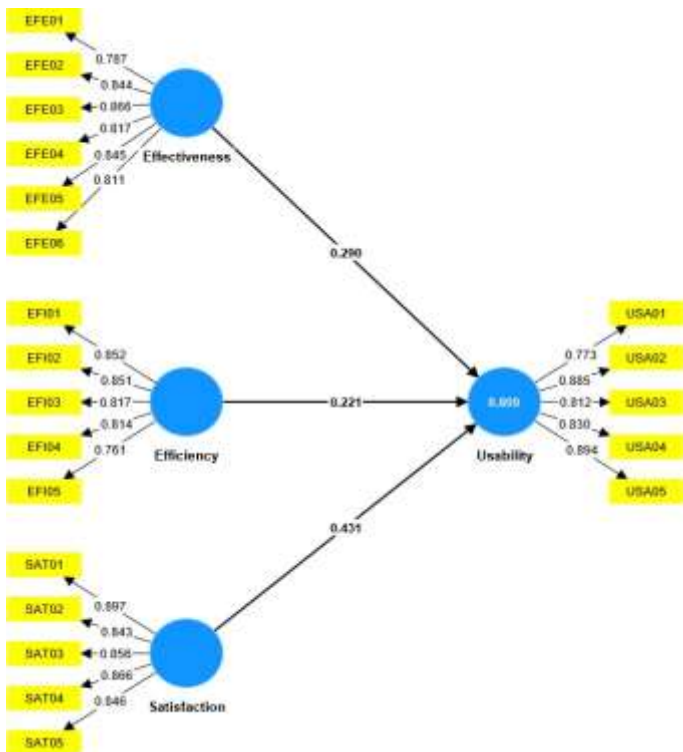 EFE01
0.787
EFE02
0.844
EFE03
0.866
0.817
EFE04
0.845
Effectiveness
0.811
EFE05
EFE06
0.290
EFI01
0.852
EFI02
0.851
EFI03
0.817
0.814
EFI04
0.761
Efficiency
EFI05
0.221
USA01
0.773
USA02
0.885
USA03
0.812
0.830
USA04
0.894
Usability
USA05
0.431
SAT01
0.897
SAT02
0.843
SAT03
0.856
0.866
SAT04
0.846
Satisfaction
SAT05